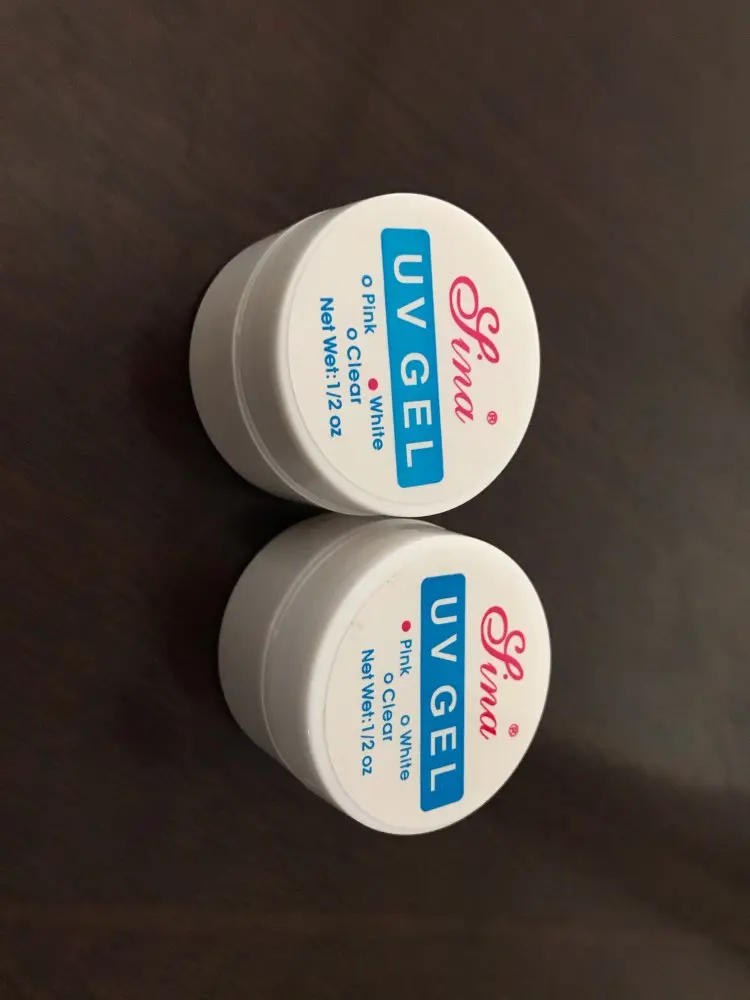 Sina®
UV GEL
o Pink ● White
o Clear
Net Wet:1/2 oz
Sina®
UV GEL
● Pink o White
o Clear
Net Wet:1/2 oz